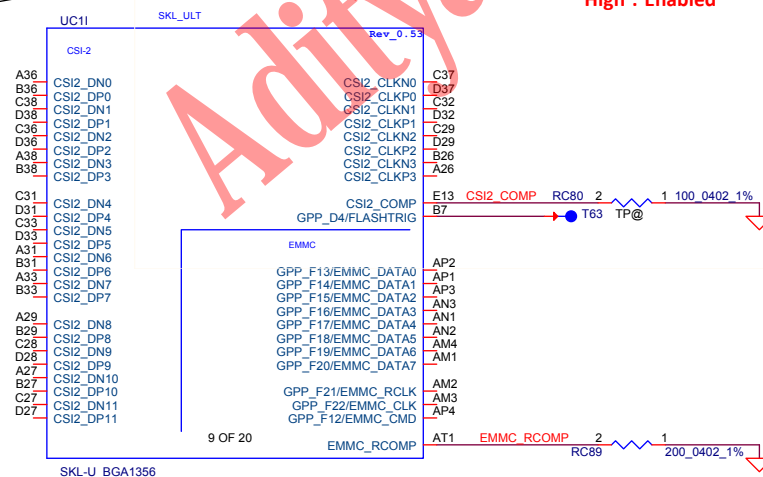 High : Enabled
UC1I
SKL_ULT
Rev_0.53
CSI-2
A36 CSI2_DN0 CSI2_CLKN0 C37
B36 CSI2_DP0 CSI2_CLKP0 D37
C38 CSI2_DN1 CSI2_CLKN1 C32
D38 CSI2_DP1 CSI2_CLKP1 D32
C36 CSI2_DN2 CSI2_CLKN2 C29
D36 CSI2_DP2 CSI2_CLKP2 D29
A38 CSI2_DN3 CSI2_CLKN3 B26
B38 CSI2_DP3 CSI2_CLKP3 A26
C31 CSI2_DN4 CSI2_COMP E13 CSI2_COMP RC80 2 1 100_0402_1%
D31 CSI2_DP4 GPP_D4/FLASHTRIG B7 T63 TP@
C33 CSI2_DN5
D33 CSI2_DP5 EMMC
A31 CSI2_DN6
B31 CSI2_DP6 GPP_F13/EMMC_DATA0 AP2
A33 CSI2_DN7 GPP_F14/EMMC_DATA1 AP1
B33 CSI2_DP7 GPP_F15/EMMC_DATA2 AP3
GPP_F16/EMMC_DATA3 AN3
A29 CSI2_DN8 GPP_F17/EMMC_DATA4 AN1
B29 CSI2_DP8 GPP_F18/EMMC_DATA5 AN2
C28 CSI2_DN9 GPP_F19/EMMC_DATA6 AM4
D28 CSI2_DP9 GPP_F20/EMMC_DATA7 AM1
A27 CSI2_DN10
B27 CSI2_DP10 GPP_F21/EMMC_RCLK AM2
C27 CSI2_DN11 GPP_F22/EMMC_CLK AM3
D27 CSI2_DP11 GPP_F12/EMMC_CMD AP4
9 OF 20
EMMC_RCOMP AT1 EMMC_RCOMP 2 1
RC89 200_0402_1%
SKL-U BGA1356
Aditya